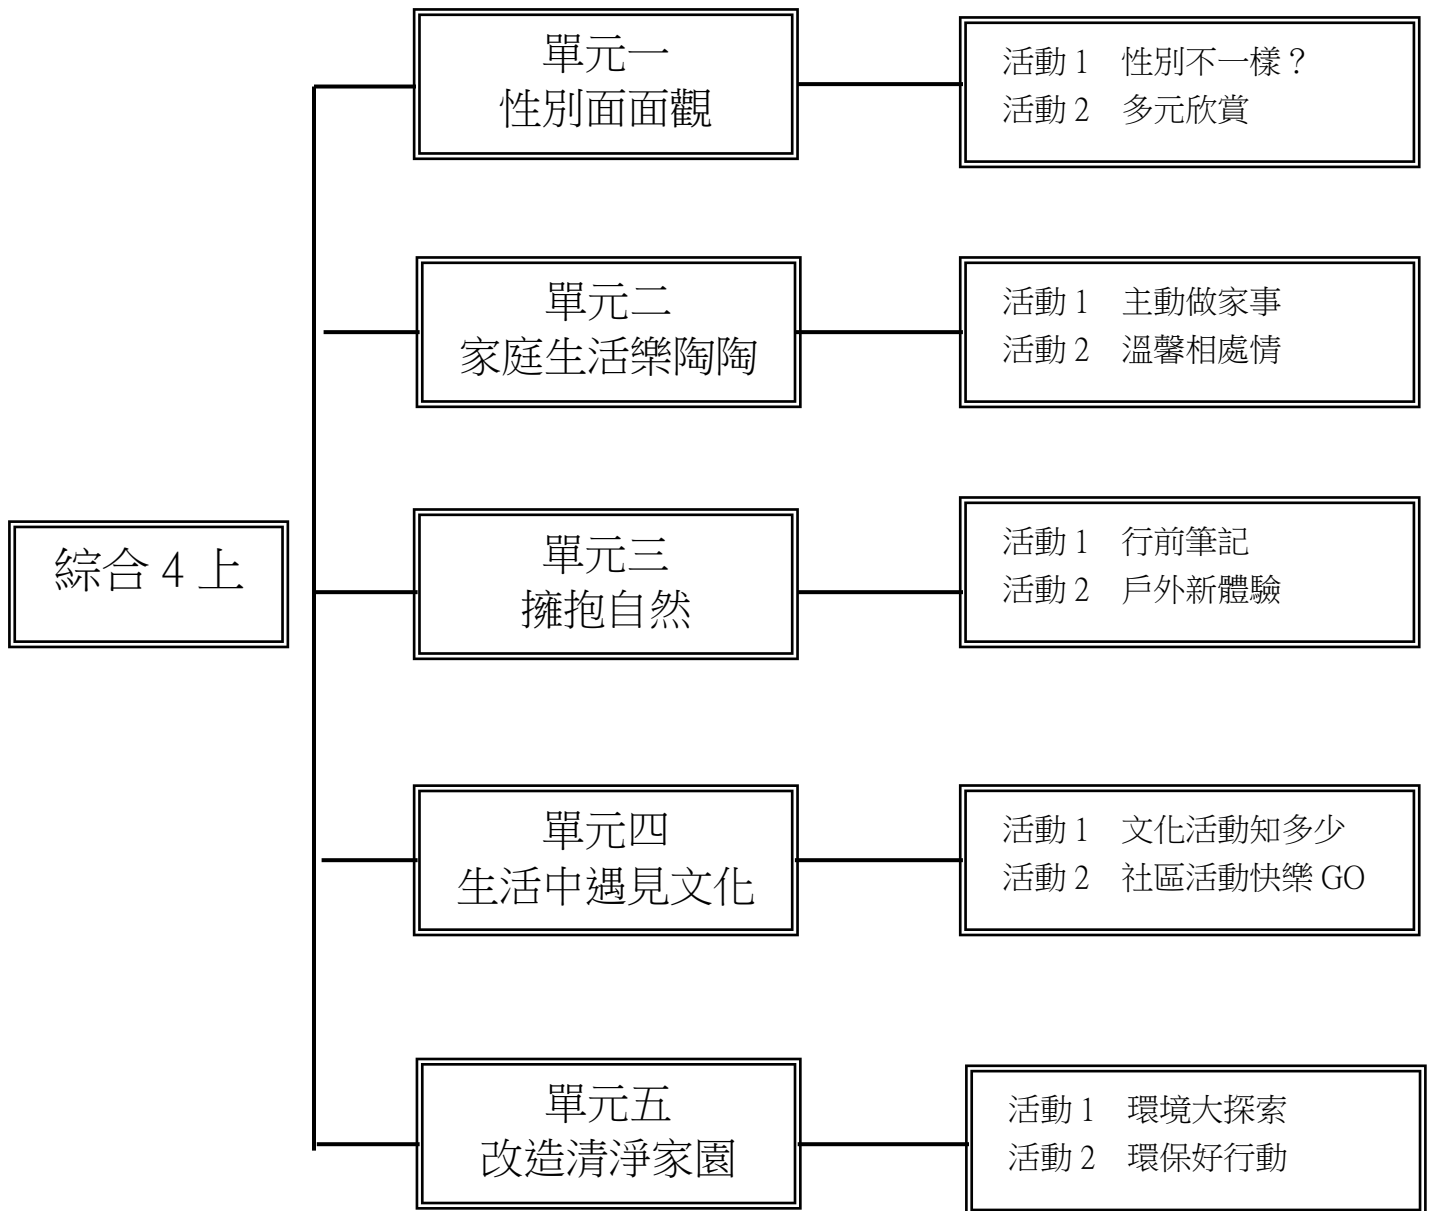 單元一
性別面面觀
活動 1 性別不一樣？
活動 2 多元欣賞
單元二
家庭生活樂陶陶
活動 1 主動做家事
活動 2 溫馨相處情
綜合 4 上
單元三
擁抱自然
活動 1 行前筆記
活動 2 戶外新體驗
單元四
生活中遇見文化
活動 1 文化活動知多少
活動 2 社區活動快樂 GO
單元五
改造清淨家園
活動 1 環境大探索
活動 2 環保好行動